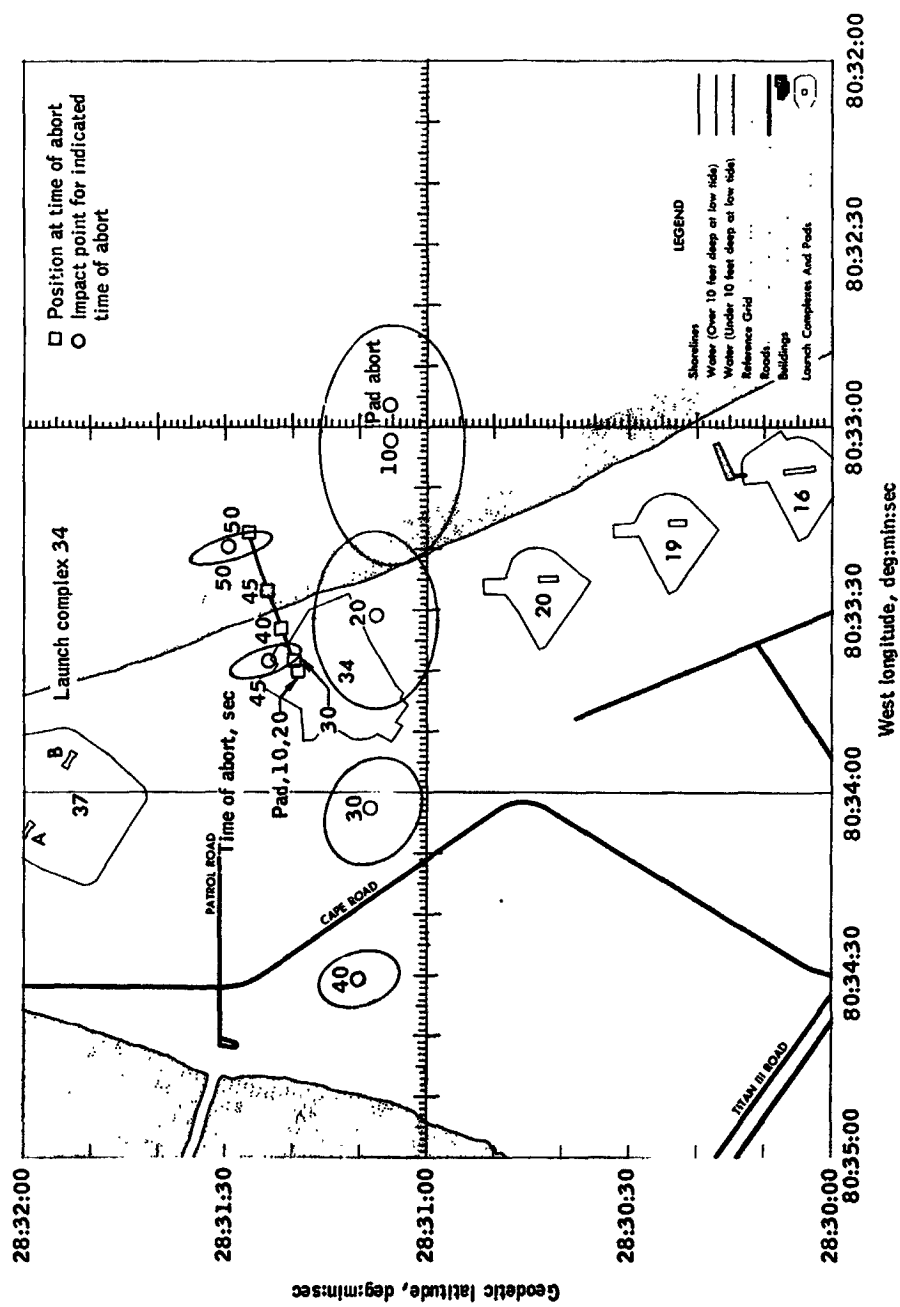 Position at time of abort
Impact point for indicated
time of abort
Launch complex 34
A
B
37
PATROL ROAD
Time of abort, sec
Pad,10,20
30
45
40
45
50
50
CAPE ROAD
40
30
34
20
10
Pad abort
20
19
16
TITAN III ROAD
LEGEND
Shorelines
Water (Over 10 feet deep at low tide)
Water (Under 10 feet deep at low tide)
Reference Grid
Roads
Buildings
Launch Complexes And Pads
28:32:00
28:31:30
28:31:00
28:30:30
28:30:00
Geodetic latitude, deg:min:sec
80:35:00
80:34:30
80:34:00
80:33:30
80:33:00
80:32:30
80:32:00
West longitude, deg:min:sec